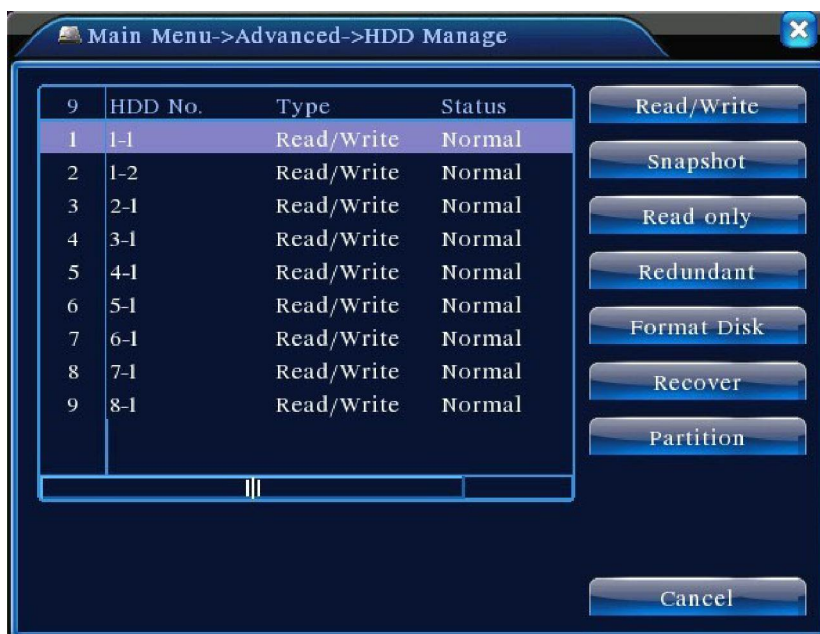 Main Menu->Advanced->HDD Manage
9 HDD No. Type Status
1 1-1 Read/Write Normal
2 1-2 Read/Write Normal
3 2-1 Read/Write Normal
4 3-1 Read/Write Normal
5 4-1 Read/Write Normal
6 5-1 Read/Write Normal
7 6-1 Read/Write Normal
8 7-1 Read/Write Normal
9 8-1 Read/Write Normal
Read/Write
Snapshot
Read only
Redundant
Format Disk
Recover
Partition
Cancel